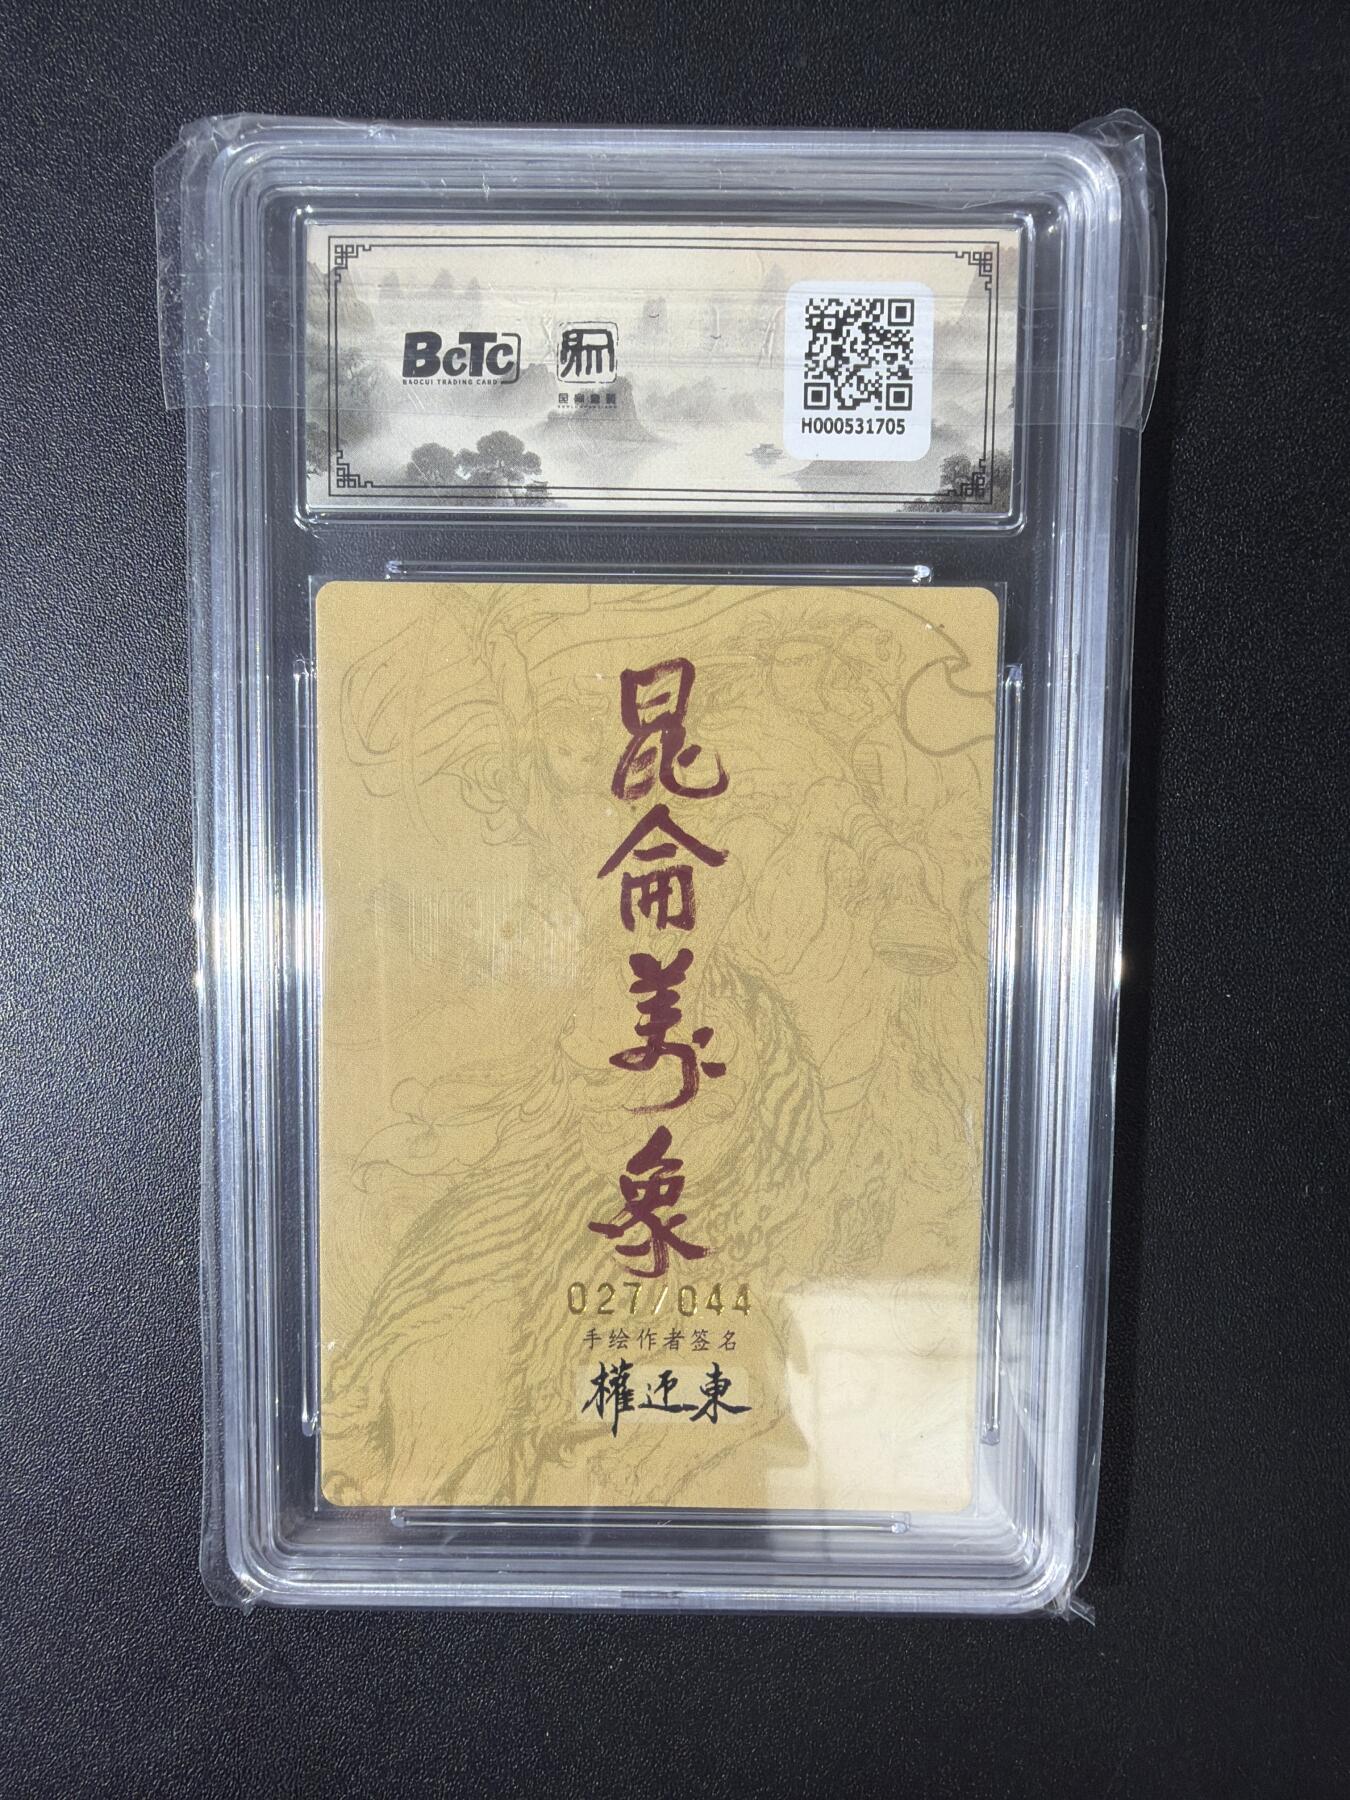 BcTc
BAOCUI TRADING CARD
H000531705
昆
侖
義
象
027/044
手绘作者签名
權迎東